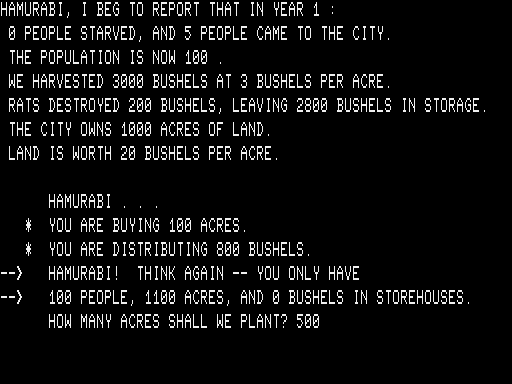 HAMURABI, I BEG TO REPORT THAT IN YEAR 1 :
0 PEOPLE STARVED, AND 5 PEOPLE CAME TO THE CITY.
THE POPULATION IS NOW 100 .
WE HARVESTED 3000 BUSHELS AT 3 BUSHELS PER ACRE.
RATS DESTROYED 200 BUSHELS, LEAVING 2800 BUSHELS IN STORAGE.
THE CITY OWNS 1000 ACRES OF LAND.
LAND IS WORTH 20 BUSHELS PER ACRE.
HAMURABI . . .
* YOU ARE BUYING 100 ACRES.
* YOU ARE DISTRIBUTING 800 BUSHELS.
--> HAMURABI! THINK AGAIN -- YOU ONLY HAVE
--> 100 PEOPLE, 1100 ACRES, AND 0 BUSHELS IN STOREHOUSES.
HOW MANY ACRES SHALL WE PLANT? 500